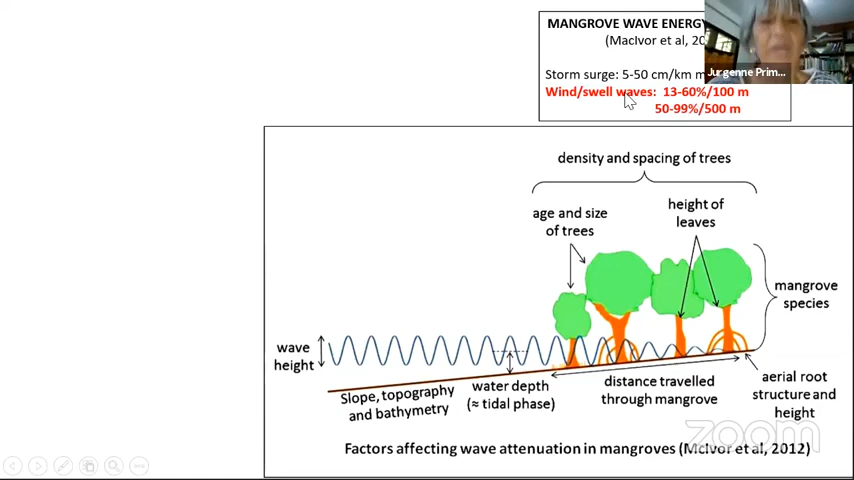 MANGROVE WAVE ENERGY
(MacIvor et al, 20
Storm surge: 5-50 cm/km m
Jurgenne Prim...
Wind/swell waves: 13-60%/100 m
50-99%/500 m
density and spacing of trees
age and size
of trees
height of
leaves
mangrove
species
wave
height
Slope, topography
and bathymetry
water depth
(≈ tidal phase)
distance travelled
through mangrove
aerial root
structure and
height
zoom
Factors affecting wave attenuation in mangroves (McIvor et al, 2012)